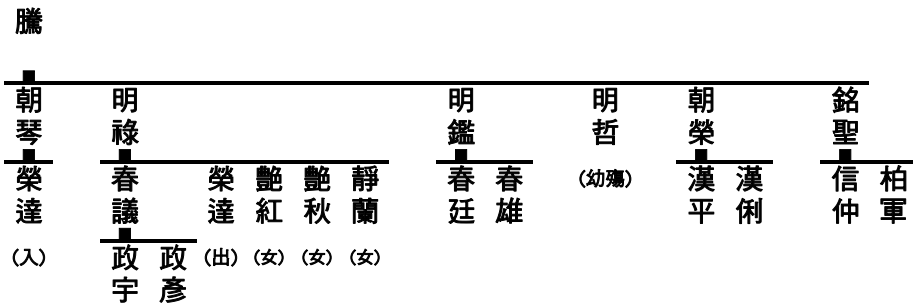 騰
朝琴 明祿 明鑑 明哲 朝榮 銘聖
(幼殤)
榮達 春議 榮達 艷紅 艷秋 靜蘭 春廷 春雄 漢平 漢俐 信仲 柏軍
(入) (出) (女) (女) (女)
政宇 政彥